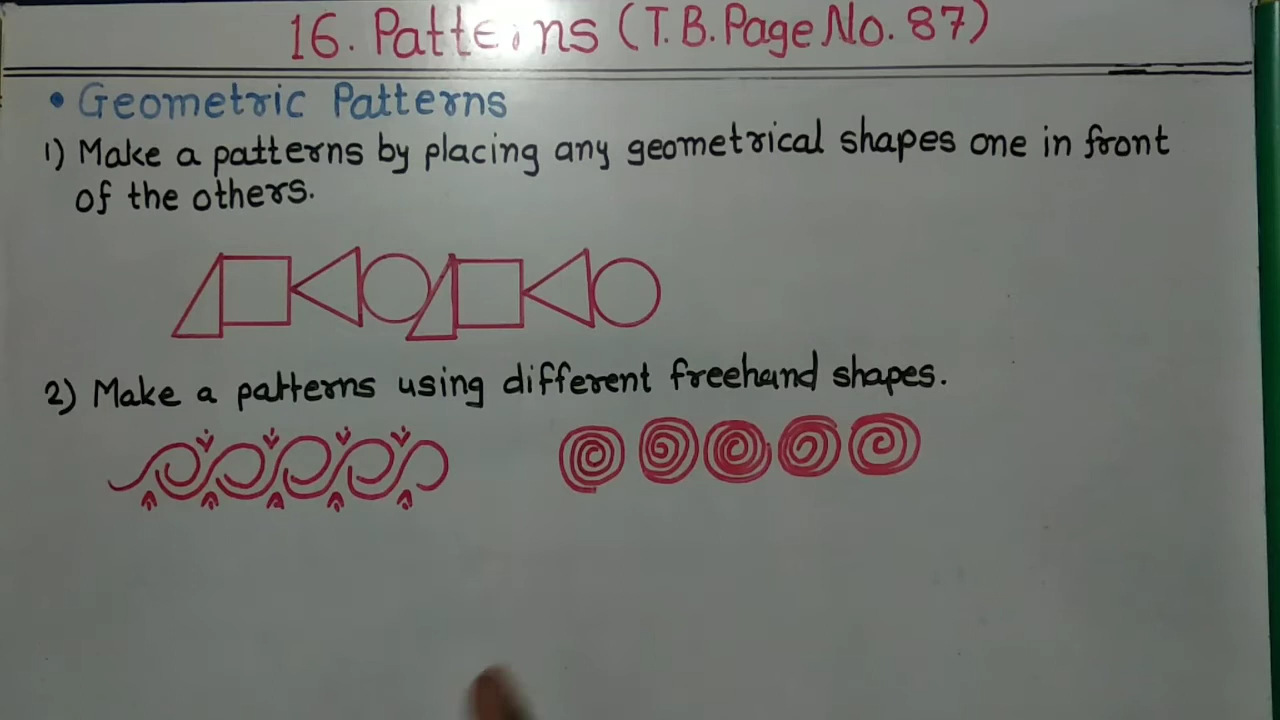 16. Patterns (T.B. Page No. 87)
• Geometric Patterns
1) Make a patterns by placing any geometrical shapes one in front
of the others.
2) Make a patterns using different freehand shapes.